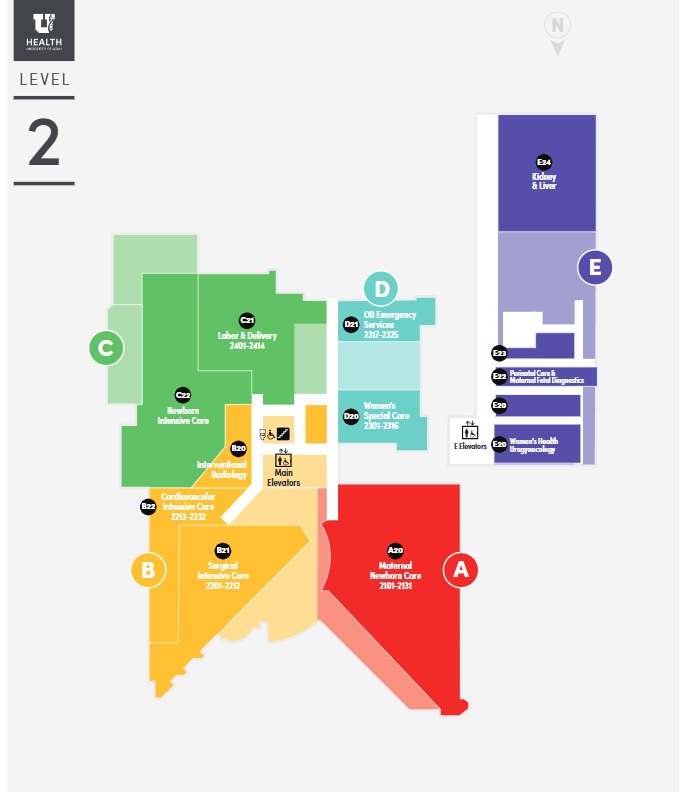 U
HEALTH
UNIVERSITY OF UTAH
LEVEL
2
N
E24
Kidney
& Liver
E
D
OB Emergency
D21 Services
2317-2325
C21
Labor & Delivery
2401-2414
C
E23
E22 Perinatal Care &
Maternal Fetal Diagnostics
C22
Newborn
Intensive Care
Women's
D20 Special Care
2301-2316
E20
E Elevators
E20 Women's Health
Urogynecology
B20
Interventional
Radiology
Main
Elevators
Cardiovascular
B22 Intensive Care
2213-2232
B21
Surgical
Intensive Care
2201-2212
B
A20
Maternal
Newborn Care
2101-2131
A